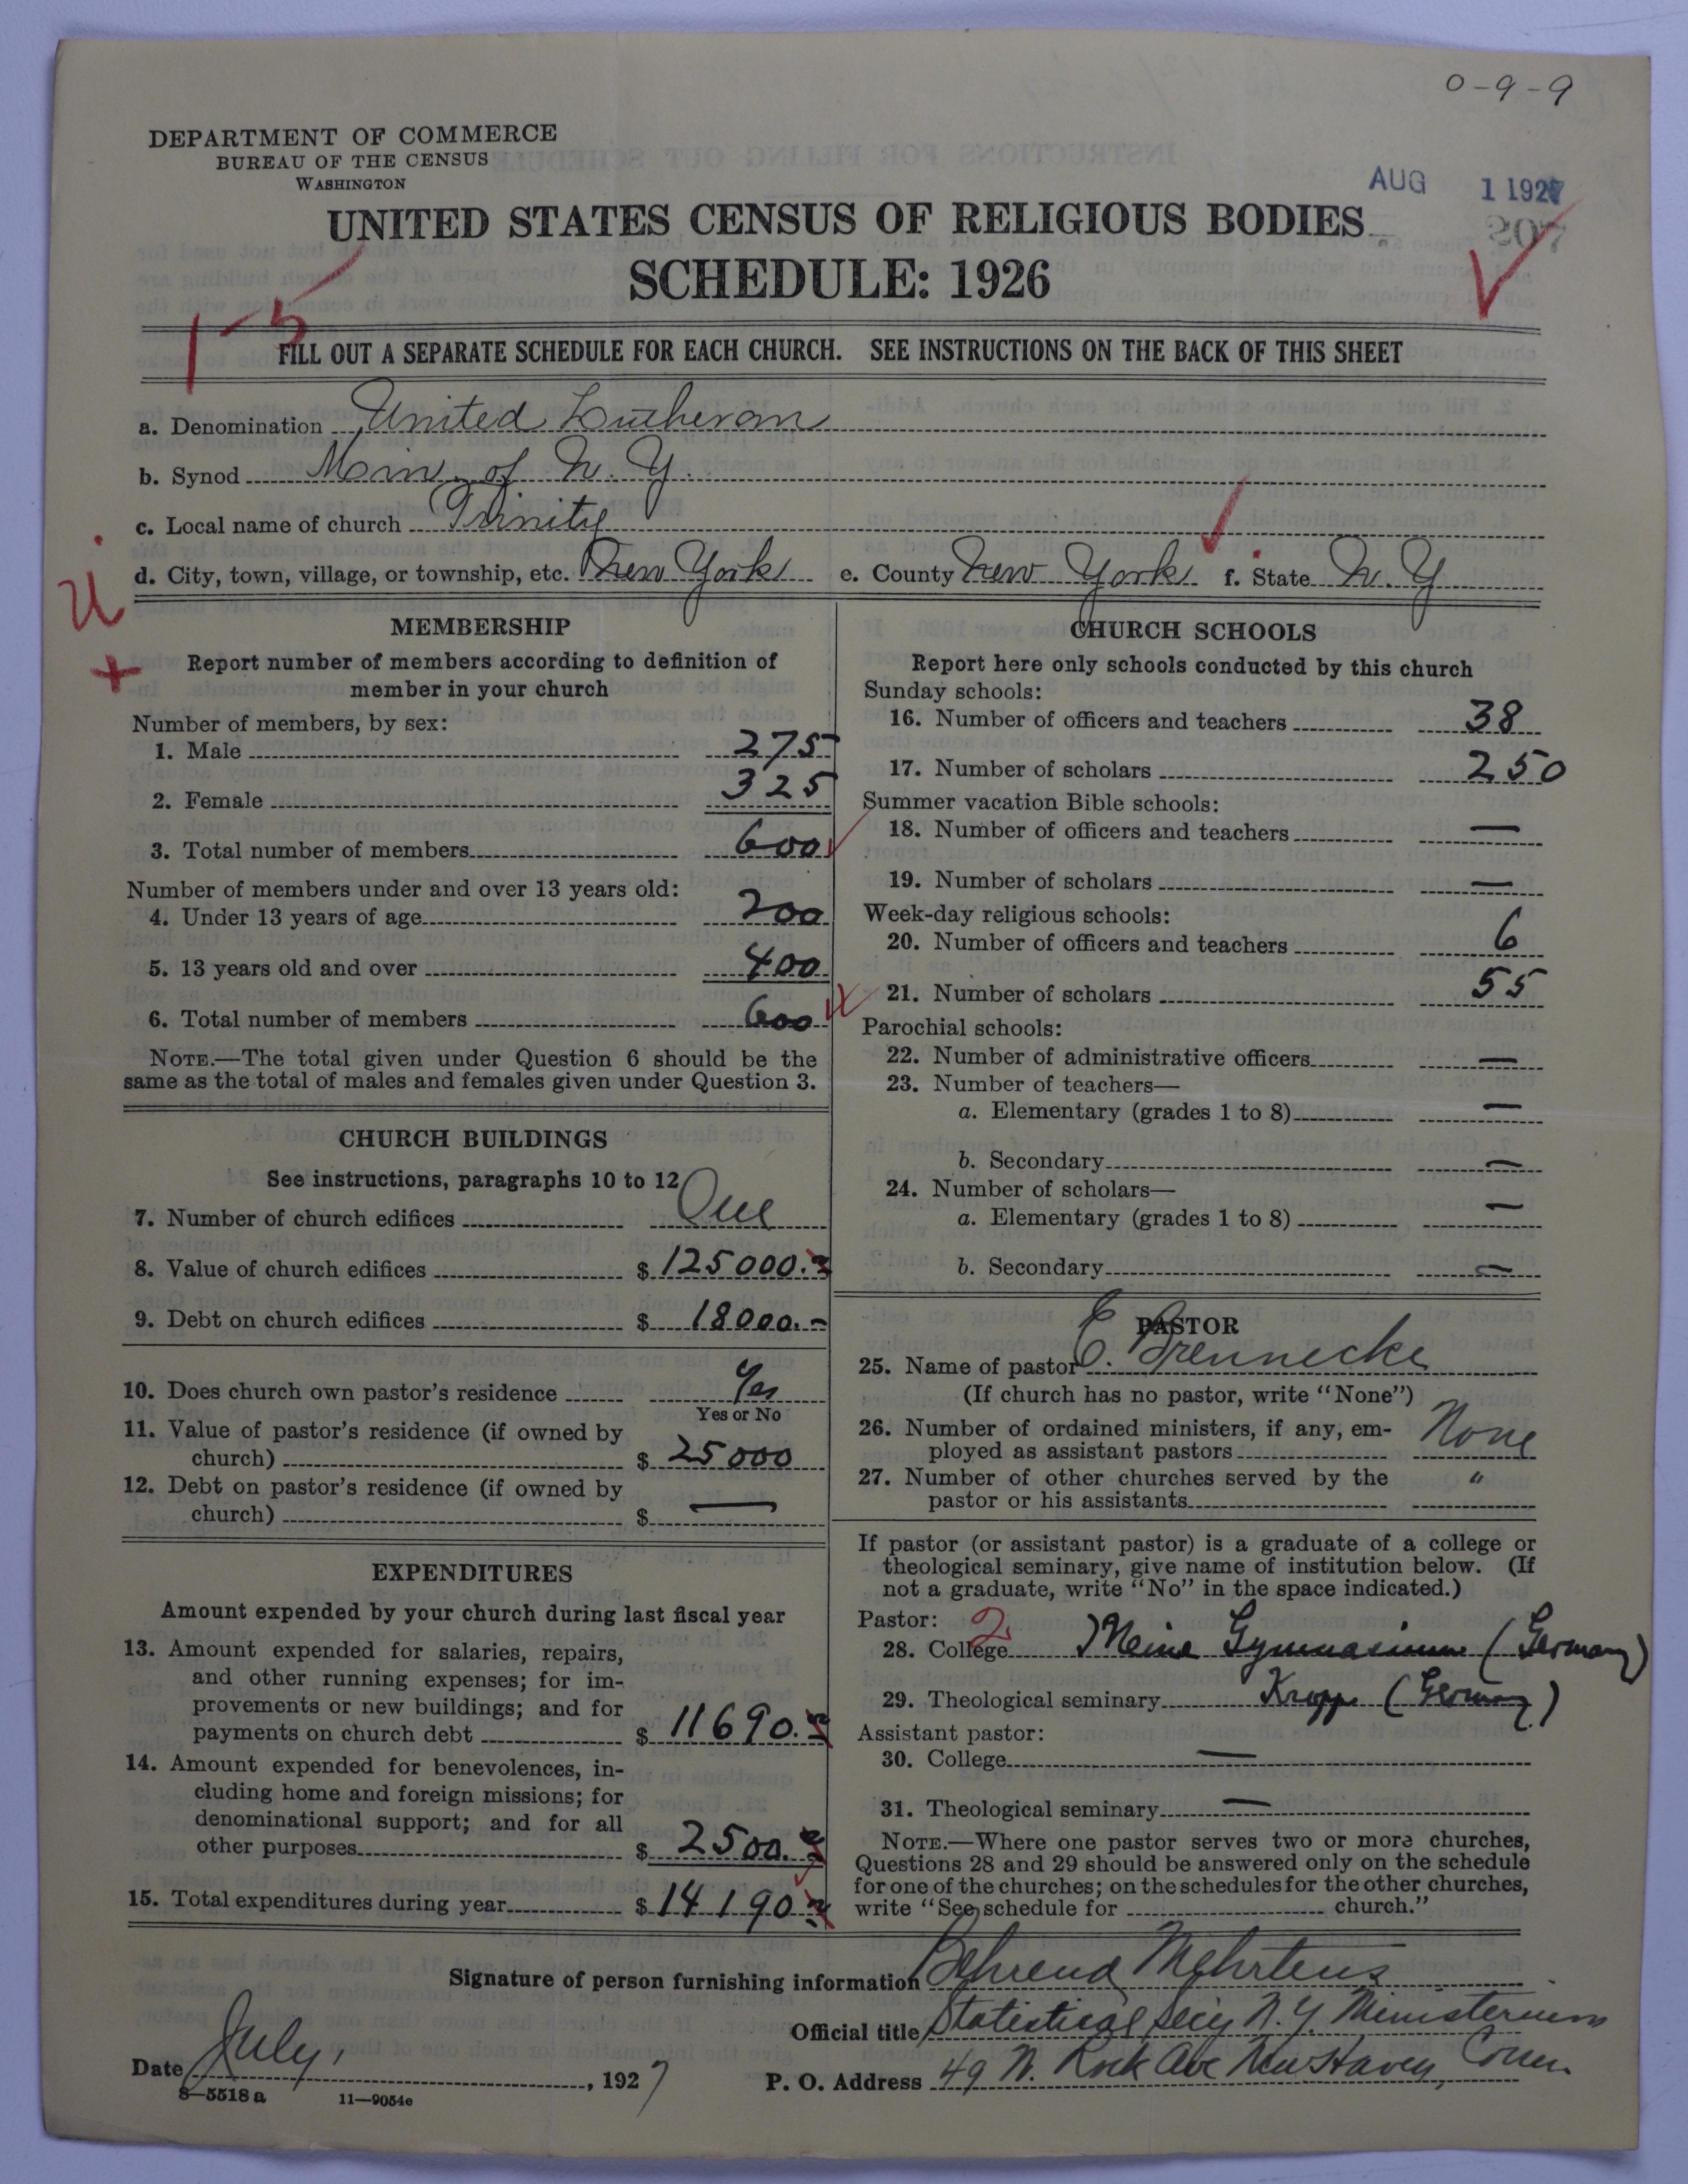 0-9-9
DEPARTMENT OF COMMERCE
BUREAU OF THE CENSUS
WASHINGTON
AUG 1 1927
207
UNITED STATES CENSUS OF RELIGIOUS BODIES
SCHEDULE: 1926
1-5
FILL OUT A SEPARATE SCHEDULE FOR EACH CHURCH. SEE INSTRUCTIONS ON THE BACK OF THIS SHEET
a. Denomination United Lutheran
b. Synod Min. of N. Y.
c. Local name of church Trinity
d. City, town, village, or township, etc. New York e. County New York f. State N. Y
MEMBERSHIP
Report number of members according to definition of
member in your church
Number of members, by sex:
1. Male 275
2. Female 325
3. Total number of members 600
Number of members under and over 13 years old:
4. Under 13 years of age 200
5. 13 years old and over 400
6. Total number of members 600
NOTE.—The total given under Question 6 should be the
same as the total of males and females given under Question 3.
CHURCH BUILDINGS
See instructions, paragraphs 10 to 12
7. Number of church edifices One
8. Value of church edifices $ 125000.-
9. Debt on church edifices $ 18000.-
10. Does church own pastor's residence Yes
Yes or No
11. Value of pastor's residence (if owned by
church) $ 25000
12. Debt on pastor's residence (if owned by
church) $ —
EXPENDITURES
Amount expended by your church during last fiscal year
13. Amount expended for salaries, repairs,
and other running expenses; for im-
provements or new buildings; and for
payments on church debt $ 11690.
14. Amount expended for benevolences, in-
cluding home and foreign missions; for
denominational support; and for all
other purposes $ 2500.
15. Total expenditures during year $ 14190
CHURCH SCHOOLS
Report here only schools conducted by this church
Sunday schools:
16. Number of officers and teachers 38
17. Number of scholars 250
Summer vacation Bible schools:
18. Number of officers and teachers —
19. Number of scholars —
Week-day religious schools:
20. Number of officers and teachers 6
21. Number of scholars 55
Parochial schools:
22. Number of administrative officers —
23. Number of teachers—
a. Elementary (grades 1 to 8) —
b. Secondary —
24. Number of scholars—
a. Elementary (grades 1 to 8) —
b. Secondary —
PASTOR
25. Name of pastor E. Brennecke
(If church has no pastor, write "None")
26. Number of ordained ministers, if any, em-
ployed as assistant pastors None
27. Number of other churches served by the "
pastor or his assistants
If pastor (or assistant pastor) is a graduate of a college or
theological seminary, give name of institution below. (If
not a graduate, write "No" in the space indicated.)
Pastor: 2
28. College Gymnasium (Germany)
29. Theological seminary Kropp (Germany)
Assistant pastor:
30. College —
31. Theological seminary —
NOTE.—Where one pastor serves two or more churches,
Questions 28 and 29 should be answered only on the schedule
for one of the churches; on the schedules for the other churches,
write "See schedule for church."
Signature of person furnishing information Behrend Mehrtens
Official title Statistical Secy N. Y. Ministerium
Date July, 1927
P. O. Address 49 N. Rock Ave New Haven, Conn.
8—5518 a 11—9054e